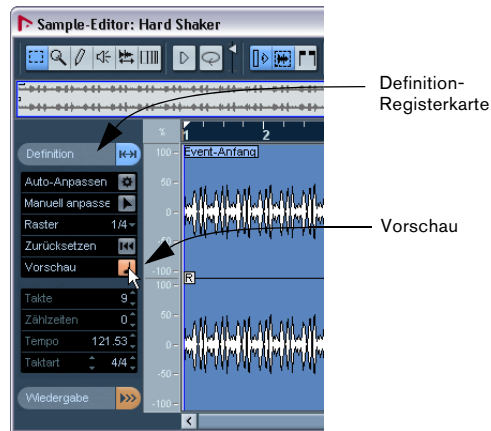 Sample-Editor: Hard Shaker
Definition-
Registerkarte
% 1 2
Definition
100
Event-Anfang
Auto-Anpassen
50
Manuell anpasse
Raster 1/4
0
Zurücksetzen
-50
Vorschau
Vorschau
-100
100
R
Takte 9
50
Zählzeiten 0
Tempo 121.53
0
Taktart 4/4
-50
Wiedergabe
-100